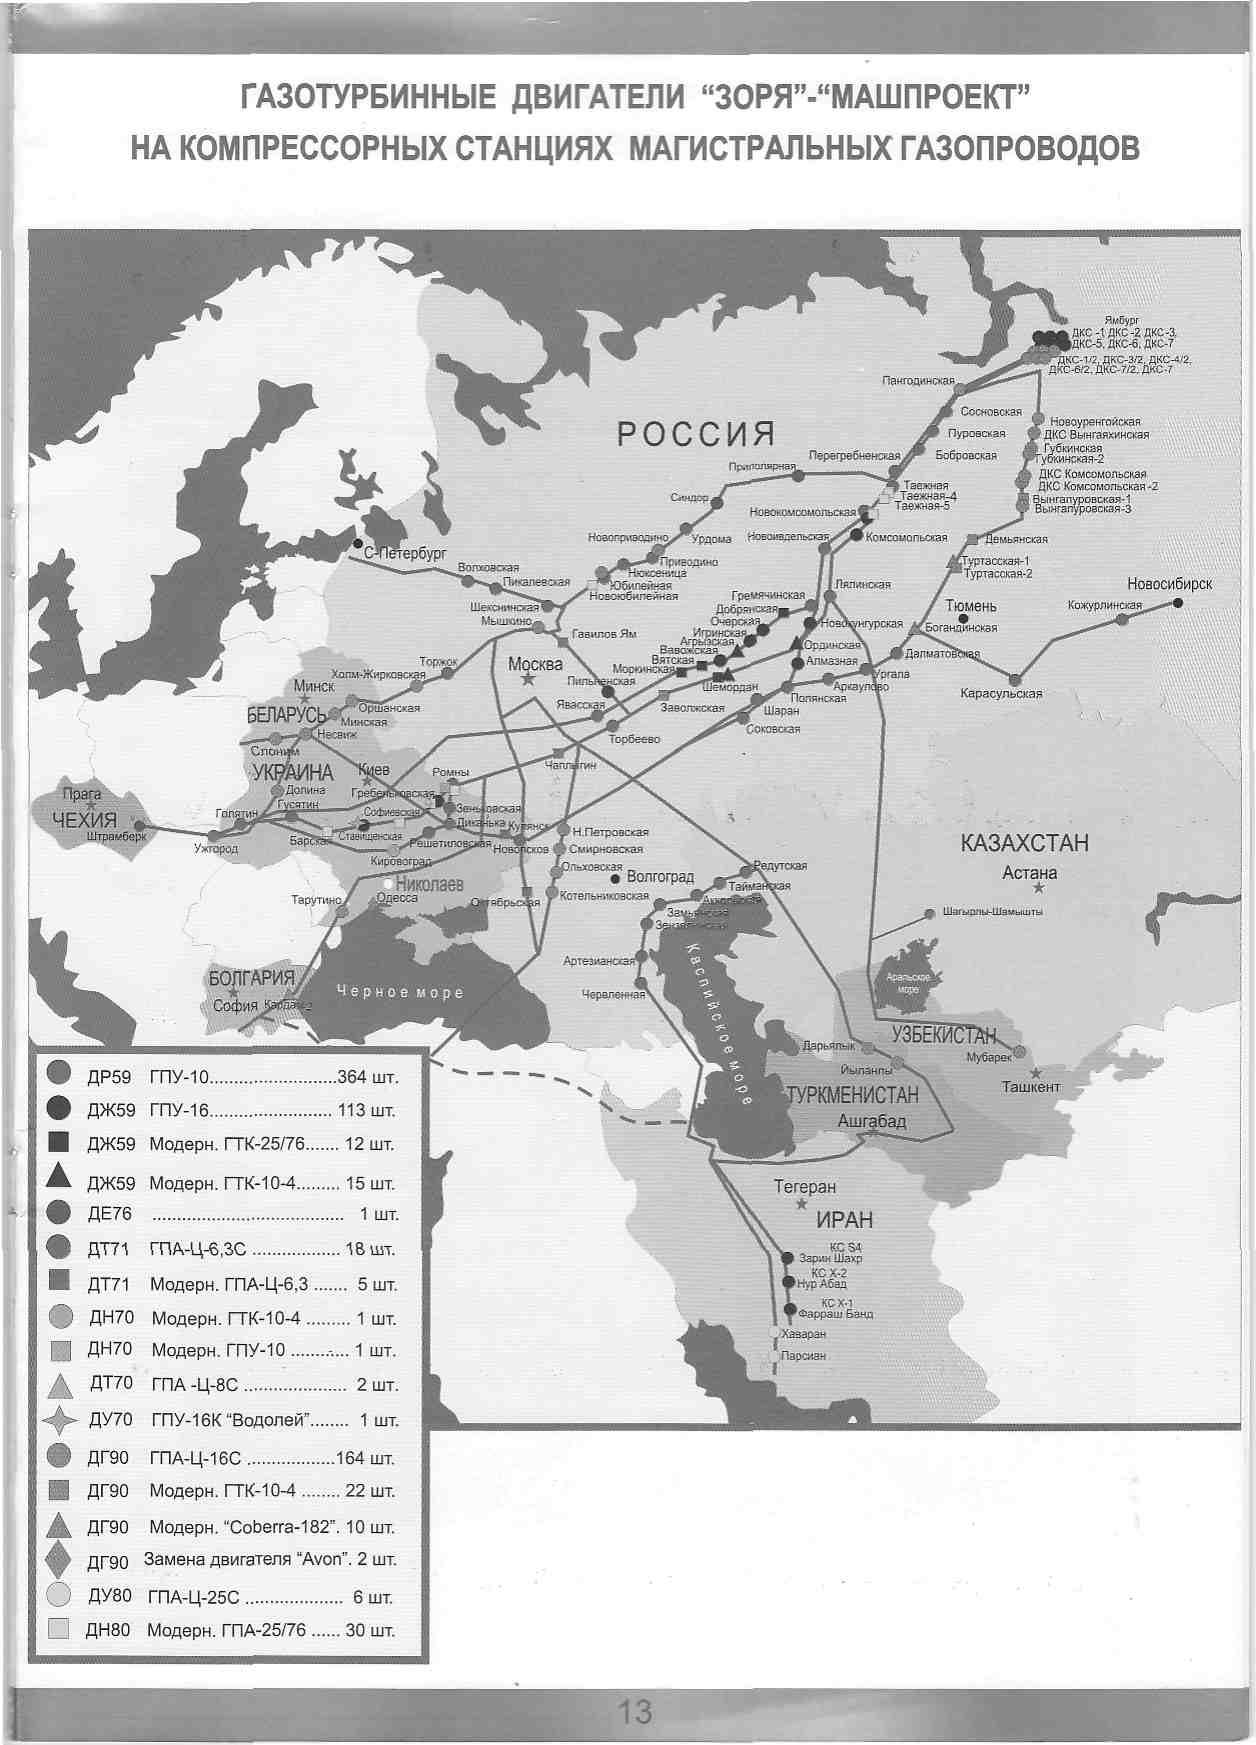 ГАЗОТУРБИННЫЕ ДВИГАТЕЛИ “ЗОРЯ”-“МАШПРОЕКТ”
НА КОМПРЕССОРНЫХ СТАНЦИЯХ МАГИСТРАЛЬНЫХ ГАЗОПРОВОДОВ
Ямбург
ДКС -1 ДКС -2 ДКС -3,
ДКС-5, ДКС-6, ДКС-7
ДКС-1/2, ДКС-3/2, ДКС-4/2,
ДКС-6/2, ДКС-7/2, ДКС-7
Пангодинская
Сосновская
Новоуренгойская
РОССИЯ
Пуровская
ДКС Вынгаяхинская
Губкинская
Губкинская-2
Перегребненская
Бобровская
Приполярная
ДКС Комсомольская
ДКС Комсомольская -2
Таежная
Таежная-4
Таежная-5
Синдор
Вынгапуровская-1
Вынгапуровская-3
Новокомсомольская
Новоприводино
Урдома
Новоивдельская
Комсомольская
Демьянская
С-Петербург
Волховская
Приводино
Нюксеница
Туртасская-1
Туртасская-2
Пикалевская
Юбилейная
Новоюбилейная
Лялинская
Новосибирск
Шекснинская
Гремячинская
Добрянская
Тюмень
Кожурлинская
Мышкино
Очерская
Новокунгурская
Богандинская
Гавилов Ям
Игринская
Агрызская
Ординская
Вавожская
Вятская
Далматовская
Торжок
Москва
Моркинская
Алмазная
Холм-Жирковская
Пильненская
Ургала
Минск
Шемордан
Аркаулово
Карасульская
Оршанская
Явасская
Заволжская
Полянская
БЕЛАРУСЬ
Минская
Шаран
Несвиж
Торбеево
Соковская
Слоним
УКРАИНА
Киев
Ромны
Чаплыгин
Прага
Долина
Гребеньковская
ЧЕХИЯ
Гусятин
Зеньковская
Голятин
Софиевская
Диканька
Купянск
Штрамберк
Ставищенская
Н.Петровская
Ужгород
Барская
Решетиловская
Новопсков
Смирновская
КАЗАХСТАН
Кировоград
Ольховская
Редутская
Астана
Николаев
Волгоград
Тайманская
Тарутино
Одесса
Октябрьская
Котельниковская
Замьянская
Шагырлы-Шамышты
Зензелинская
Артезианская
БОЛГАРИЯ
Аральское
море
София
Черное море
Червленная
Каспийское море
УЗБЕКИСТАН
Дарьялык
Мубарек
Йыланлы
Ташкент
ТУРКМЕНИСТАН
Ашгабад
Тегеран
ИРАН
КС S4
Зарин Шахр
КС X-2
Нур Абад
КС X-1
Фарраш Банд
Хаваран
Парсиан
ДР59 ГПУ-10..........................364 шт.
ДЖ59 ГПУ-16......................... 113 шт.
ДЖ59 Модерн. ГТК-25/76....... 12 шт.
ДЖ59 Модерн. ГТК-10-4......... 15 шт.
ДЕ76 ....................................... 1 шт.
ДТ71 ГПА-Ц-6,3С .................. 18 шт.
ДТ71 Модерн. ГПА-Ц-6,3 ....... 5 шт.
ДН70 Модерн. ГТК-10-4 ......... 1 шт.
ДН70 Модерн. ГПУ-10 ............ 1 шт.
ДТ70 ГПА -Ц-8С ..................... 2 шт.
ДУ70 ГПУ-16К “Водолей”........ 1 шт.
ДГ90 ГПА-Ц-16С ..................164 шт.
ДГ90 Модерн. ГТК-10-4 ........ 22 шт.
ДГ90 Модерн. “Coberra-182”. 10 шт.
ДГ90 Замена двигателя “Avon”. 2 шт.
ДУ80 ГПА-Ц-25С .................... 6 шт.
ДН80 Модерн. ГПА-25/76 ...... 30 шт.
13